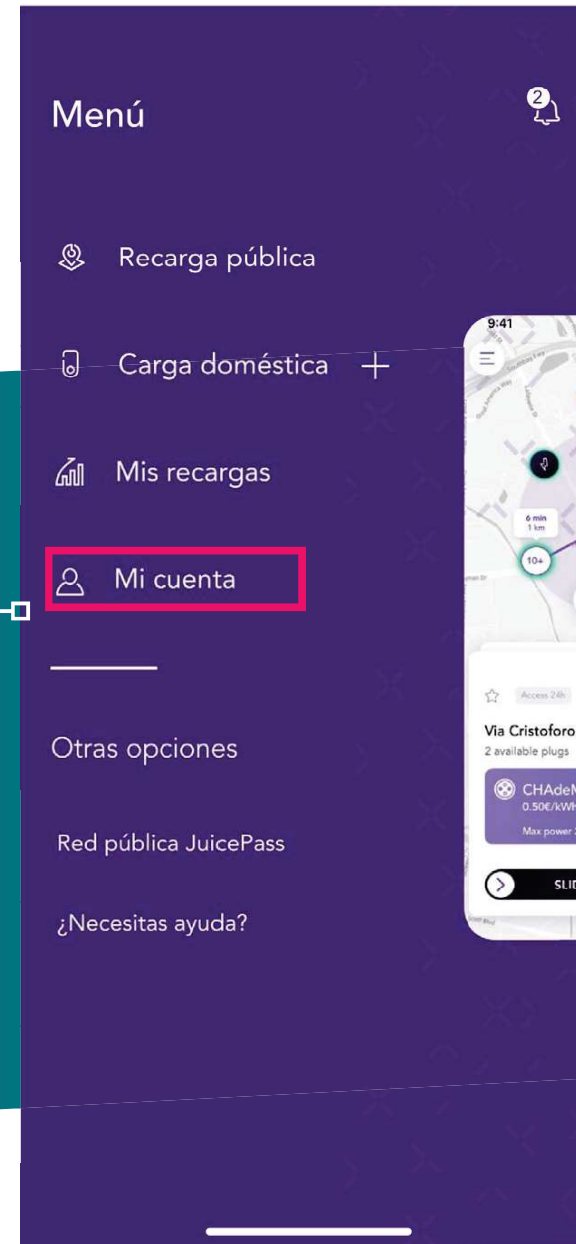 Menú
2
Recarga pública
9:41
Carga doméstica
Mis recargas
6 min
1 km
10+
Mi cuenta
Access 24h
Via Cristoforo
2 available plugs
Otras opciones
CHAdeM
0.50€/kWh
Max power
Red pública JuicePass
SLID
¿Necesitas ayuda?